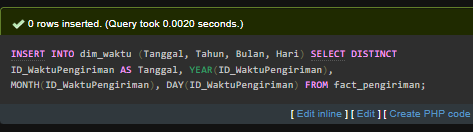 0 rows inserted. (Query took 0.0020 seconds.)
INSERT INTO dim_waktu (Tanggal, Tahun, Bulan, Hari) SELECT DISTINCT
ID_WaktuPengiriman AS Tanggal, YEAR(ID_WaktuPengiriman),
MONTH(ID_WaktuPengiriman), DAY(ID_WaktuPengiriman) FROM fact_pengiriman;
[ Edit inline ] [ Edit ] [ Create PHP code